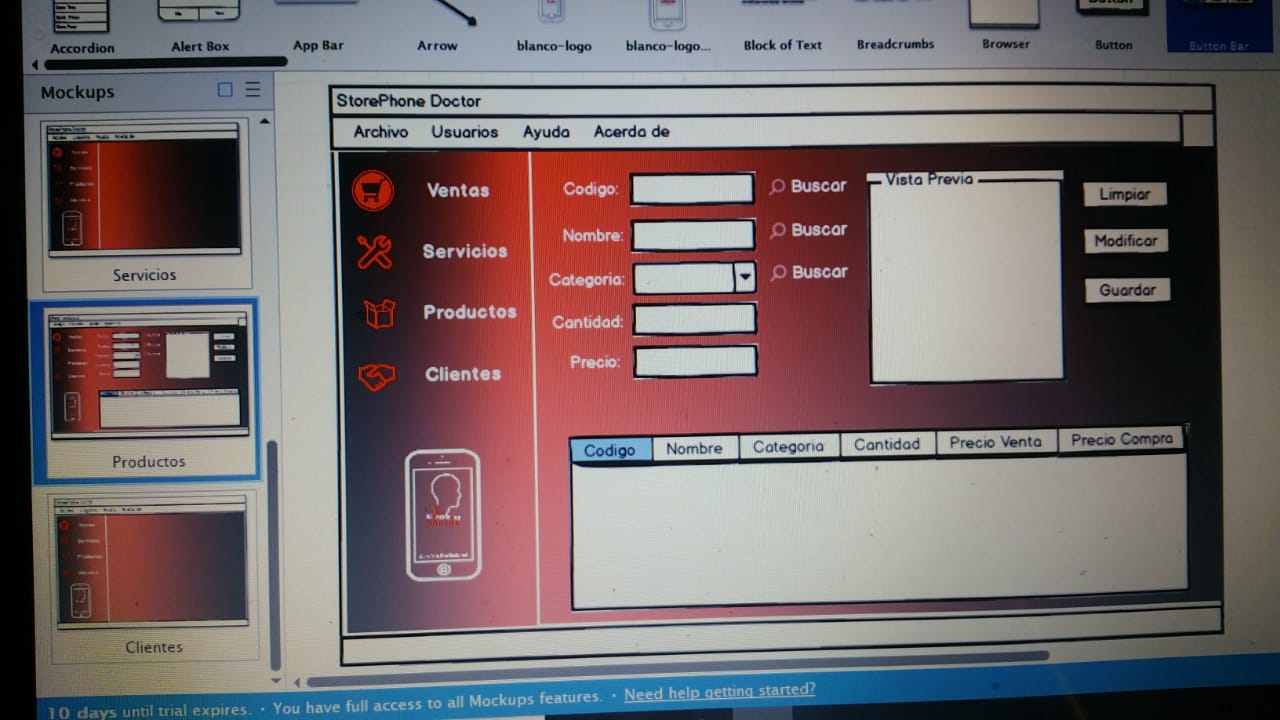 Accordion
Alert Box
App Bar
Arrow
blanco-logo
blanco-logo...
Block of Text
Breadcrumbs
Browser
Button
Button Bar
Mockups
Servicios
Productos
Clientes
StorePhone Doctor
Archivo Usuarios Ayuda Acerda de
Ventas
Servicios
Productos
Clientes
Codigo: Buscar
Nombre: Buscar
Categoria: Buscar
Cantidad:
Precio:
Vista Previa
Limpiar
Modificar
Guardar
Codigo Nombre Categoria Cantidad Precio Venta Precio Compra
10 days until trial expires. · You have full access to all Mockups features. · Need help getting started?